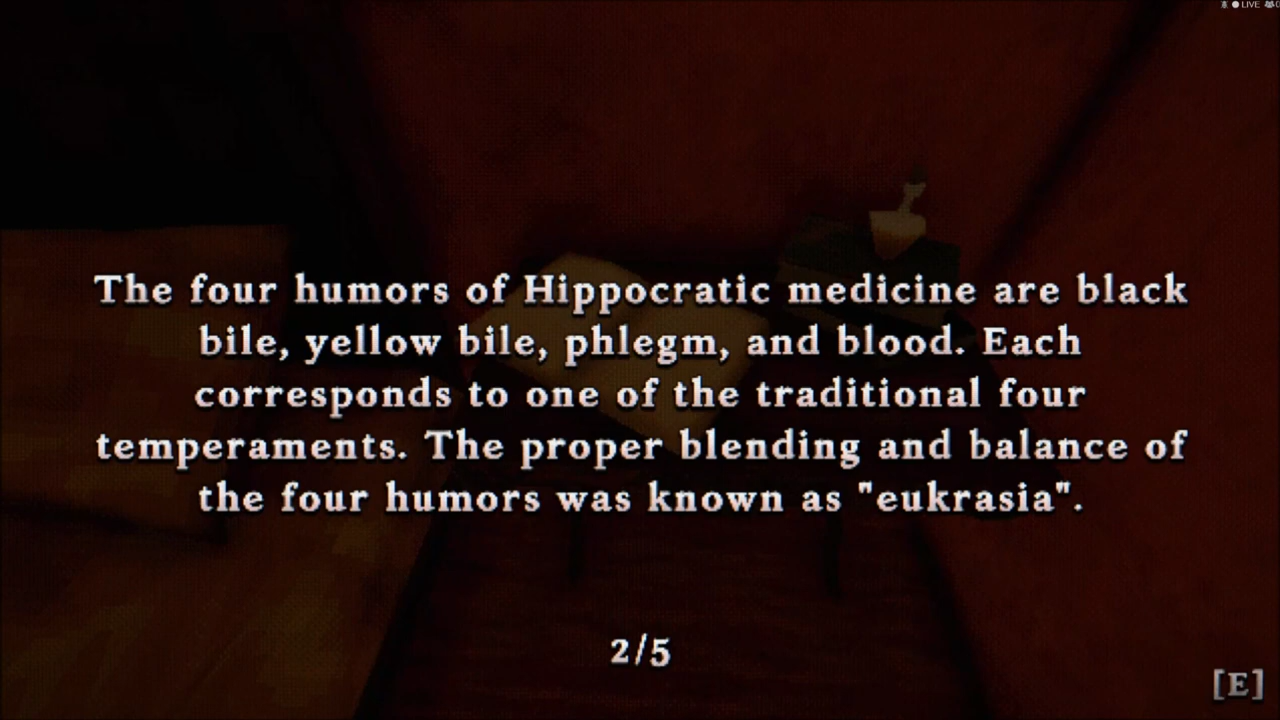 LIVE
The four humors of Hippocratic medicine are black
bile, yellow bile, phlegm, and blood. Each
corresponds to one of the traditional four
temperaments. The proper blending and balance of
the four humors was known as "eukrasia".
2/5
[E]